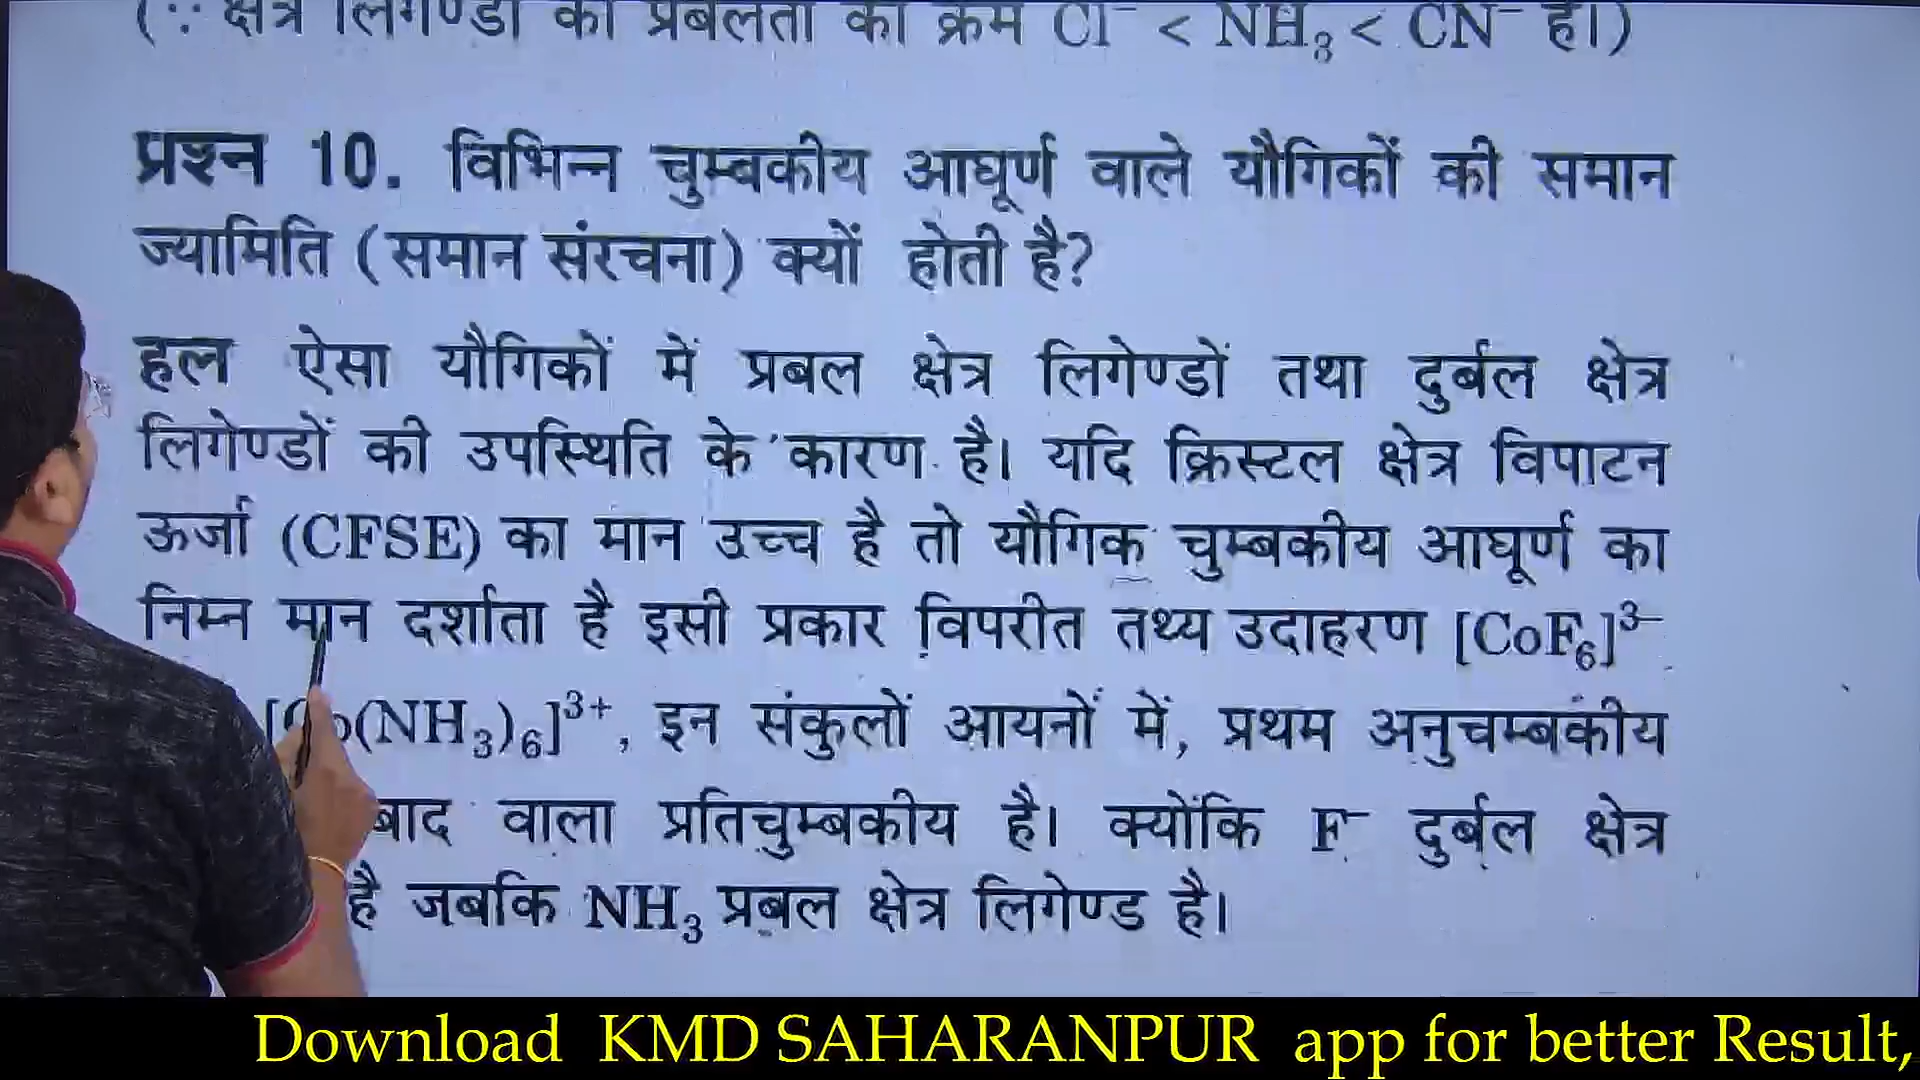 (∵ क्षेत्र लिगेण्डों की प्रबलता का क्रम Cl⁻ < NH₃ < CN⁻ है।)
प्रश्न 10. विभिन्न चुम्बकीय आघूर्ण वाले यौगिकों की समान
ज्यामिति (समान संरचना) क्यों होती है?
हल ऐसा यौगिकों में प्रबल क्षेत्र लिगेण्डों तथा दुर्बल क्षेत्र
लिगेण्डों की उपस्थिति के कारण है। यदि क्रिस्टल क्षेत्र विपाटन
ऊर्जा (CFSE) का मान उच्च है तो यौगिक चुम्बकीय आघूर्ण का
निम्न मान दर्शाता है इसी प्रकार विपरीत तथ्य उदाहरण [CoF₆]³⁻
[Co(NH₃)₆]³⁺, इन संकुलों आयनों में, प्रथम अनुचम्बकीय
बाद वाला प्रतिचुम्बकीय है। क्योंकि F⁻ दुर्बल क्षेत्र
है जबकि NH₃ प्रबल क्षेत्र लिगेण्ड है।
Download KMD SAHARANPUR app for better Result,